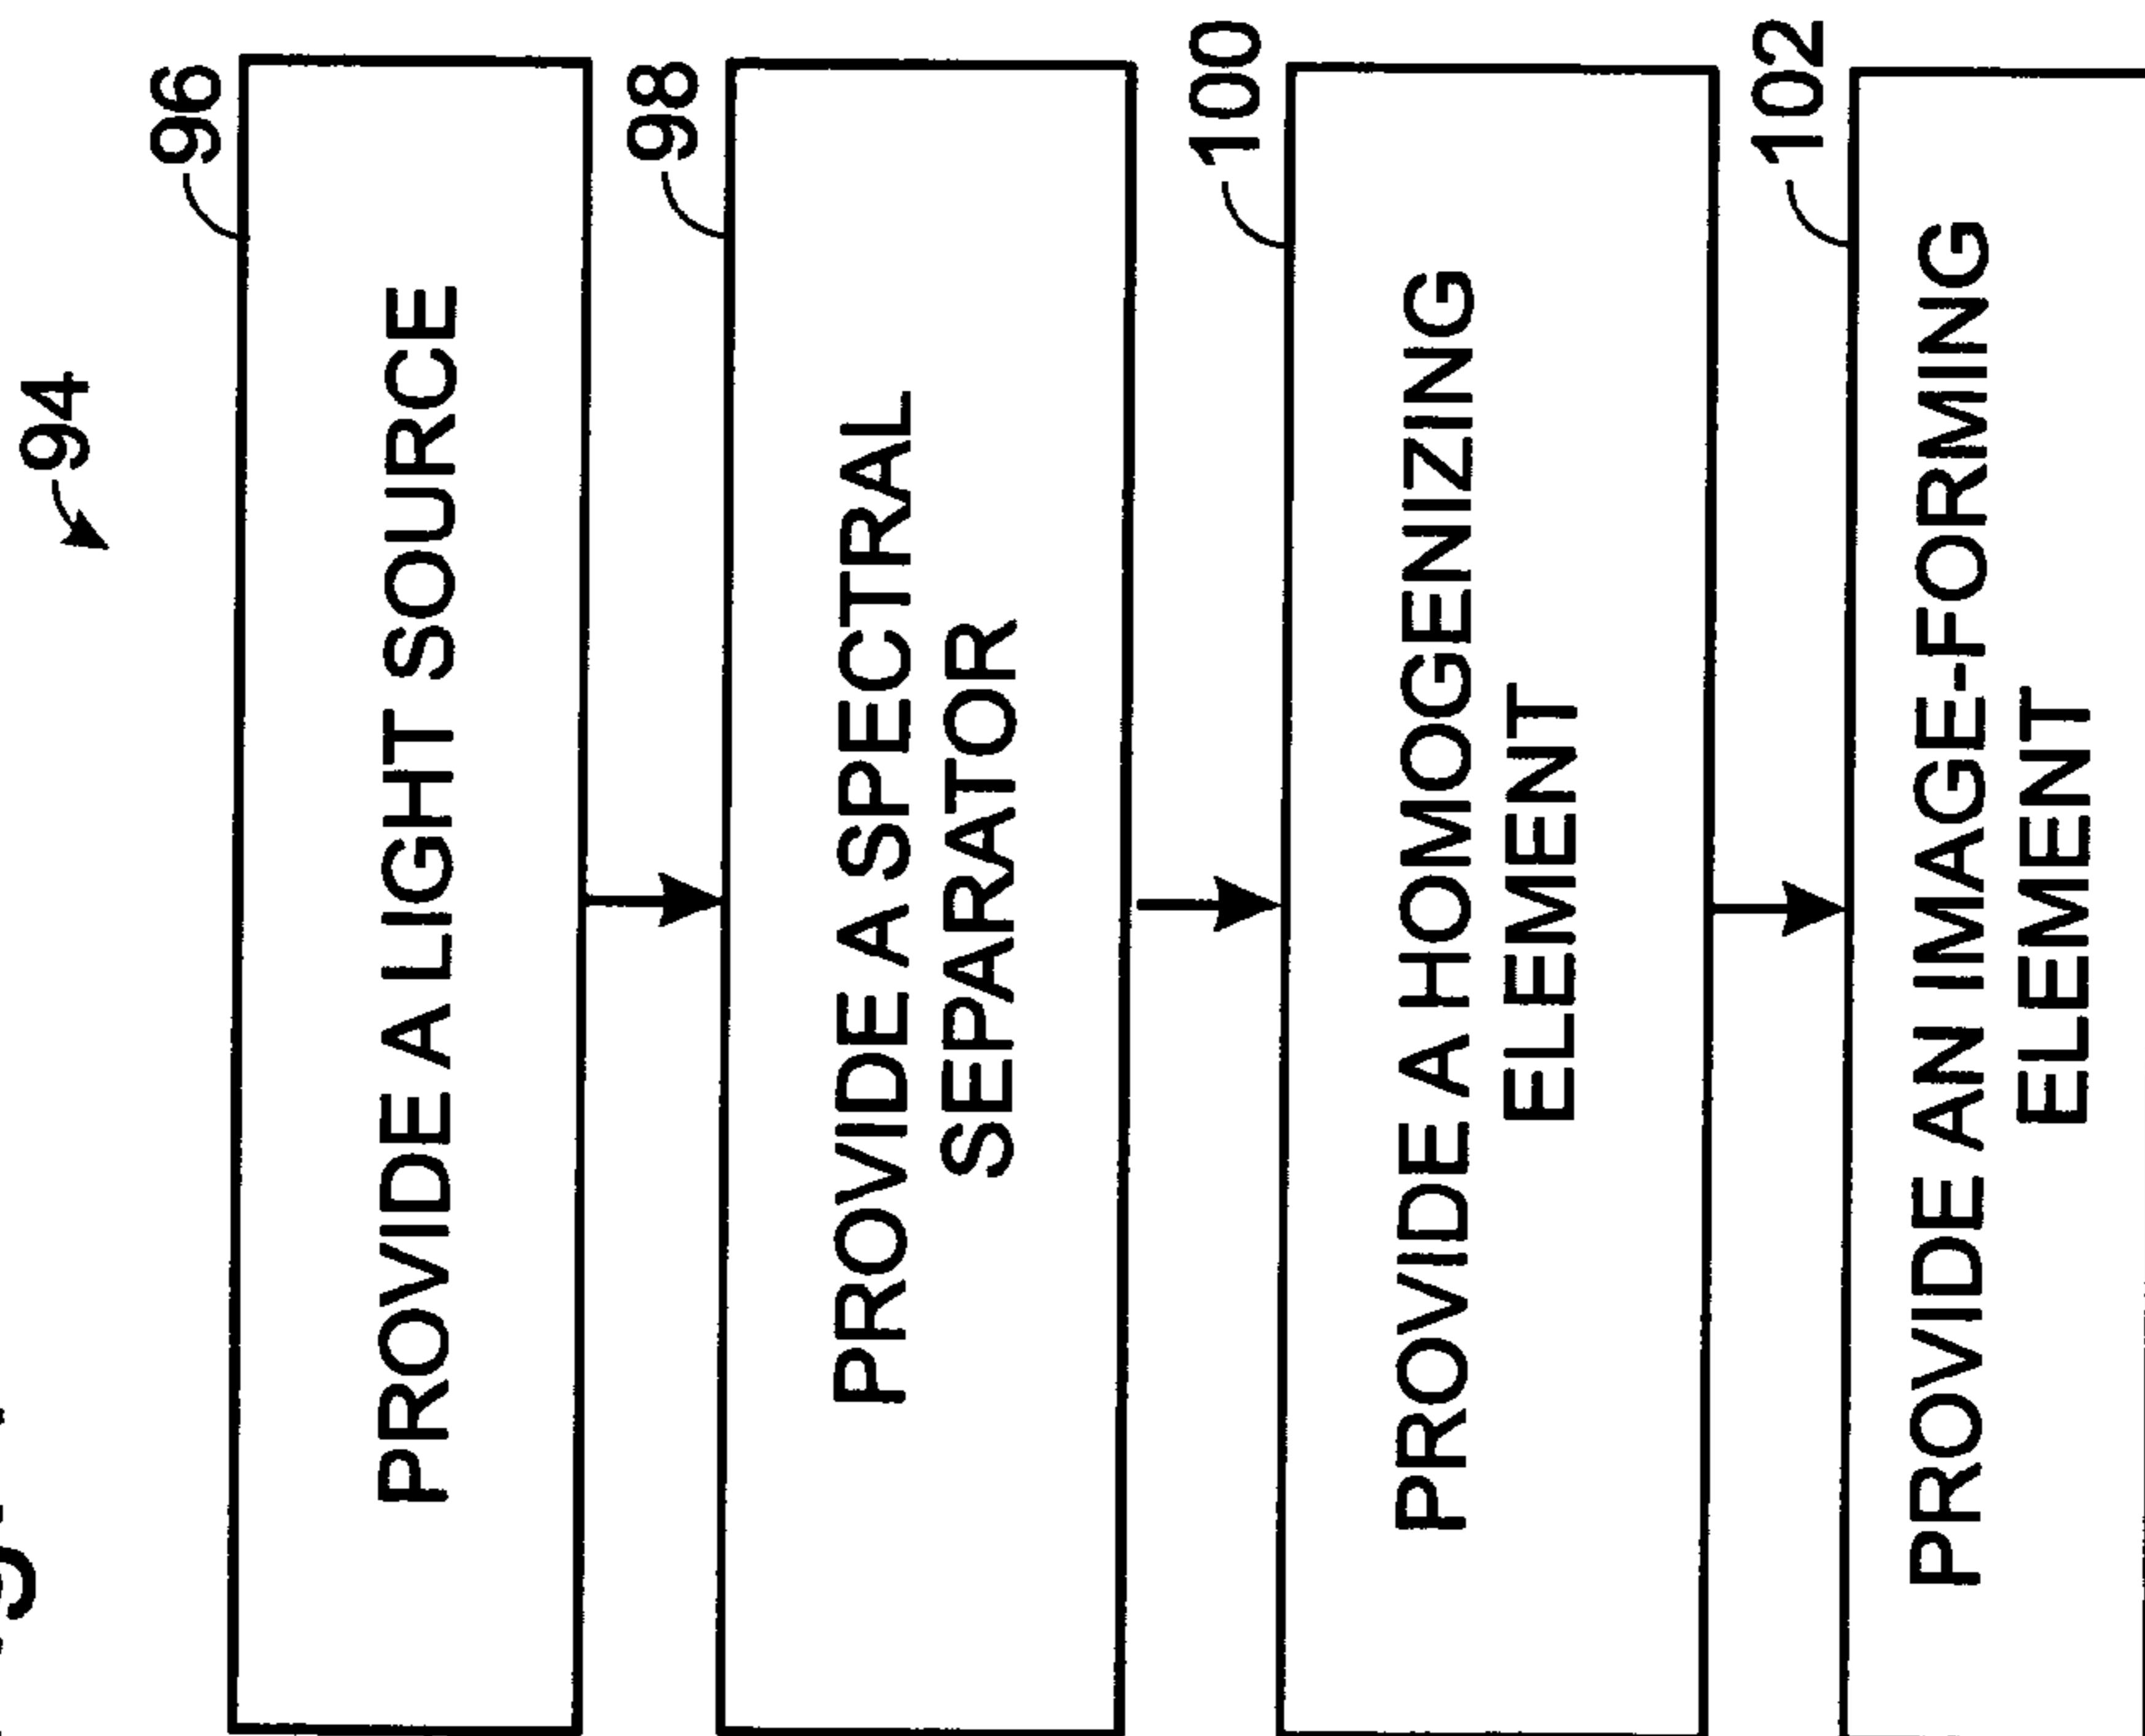 94
96
PROVIDE A LIGHT SOURCE
98
PROVIDE A SPECTRAL
SEPARATOR
100
PROVIDE A HOMOGENIZING
ELEMENT
102
PROVIDE AN IMAGE-FORMING
ELEMENT